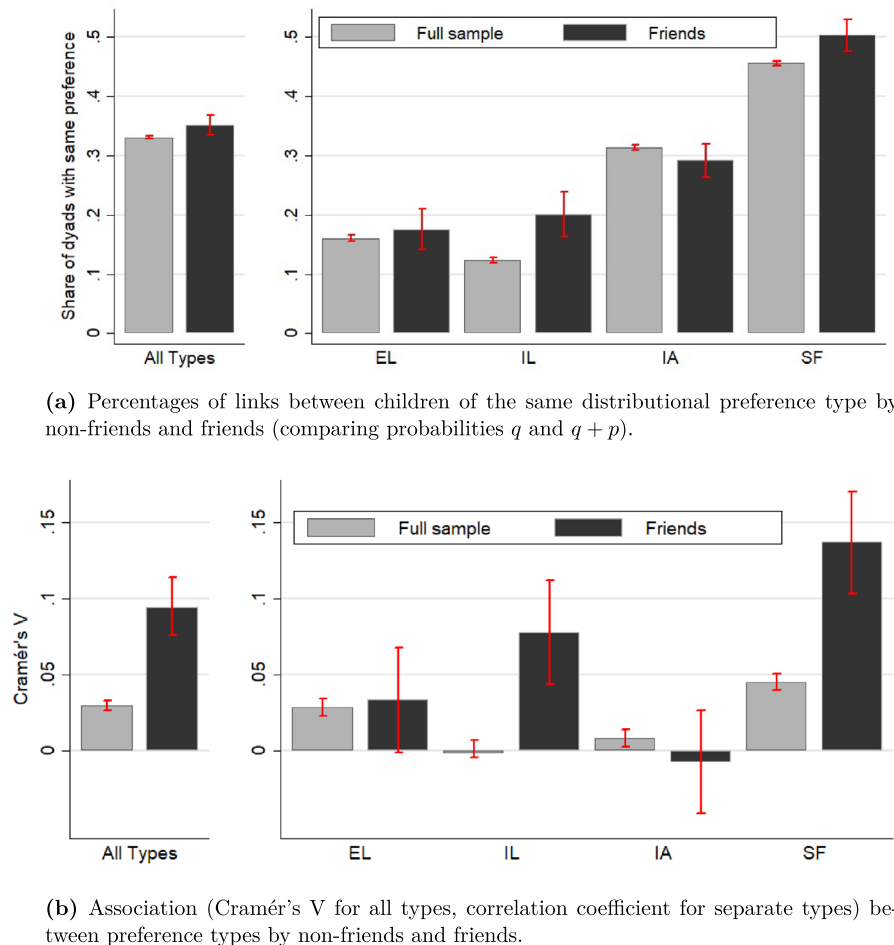 Share of dyads with same preference
0 .1 .2 .3 .4 .5
All Types
0 .1 .2 .3 .4 .5
Full sample Friends
EL IL IA SF
(a) Percentages of links between children of the same distributional preference type by
non-friends and friends (comparing probabilities q and q + p).
Cramér's V
0 .05 .1 .15
All Types
0 .05 .1 .15
Full sample Friends
EL IL IA SF
(b) Association (Cramér's V for all types, correlation coefficient for separate types) be-
tween preference types by non-friends and friends.